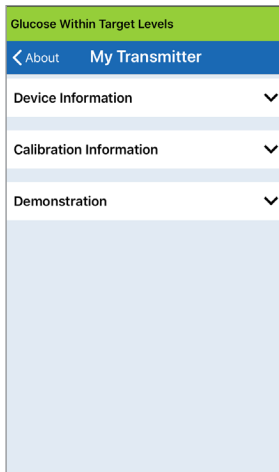 Glucose Within Target Levels
About My Transmitter
Device Information
Calibration Information
Demonstration